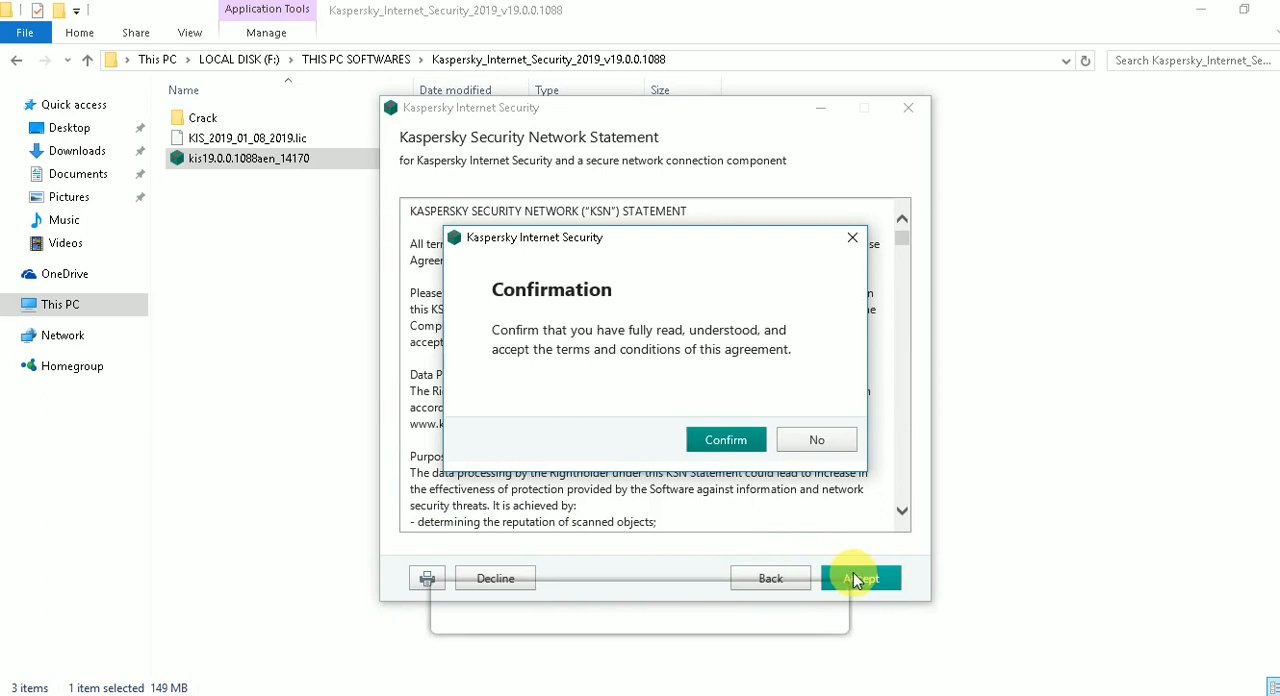 Application Tools
Kaspersky_Internet_Security_2019_v19.0.0.1088
File
Home
Share
View
Manage
This PC
LOCAL DISK (F:)
THIS PC SOFTWARES
Kaspersky_Internet_Security_2019_v19.0.0.1088
Search Kaspersky_Internet_Se...
Quick access
Desktop
Downloads
Documents
Pictures
Music
Videos
OneDrive
This PC
Network
Homegroup
Name
Date modified
Type
Size
Crack
KIS_2019_01_08_2019.lic
kis19.0.0.1088aen_14170
Kaspersky Internet Security
Kaspersky Security Network Statement
for Kaspersky Internet Security and a secure network connection component
KASPERSKY SECURITY NETWORK ("KSN") STATEMENT
All
Please
this
Data
The
www.
Kaspersky Internet Security
Confirmation
Confirm that you have fully read, understood, and
accept the terms and conditions of this agreement.
Confirm
No
The data processing by the Rightholder under this KSN Statement could lead to increase in
the effectiveness of protection provided by the Software against information and network
security threats. It is achieved by:
- determining the reputation of scanned objects;
Decline
Back
Accept
3 items
1 item selected 149 MB